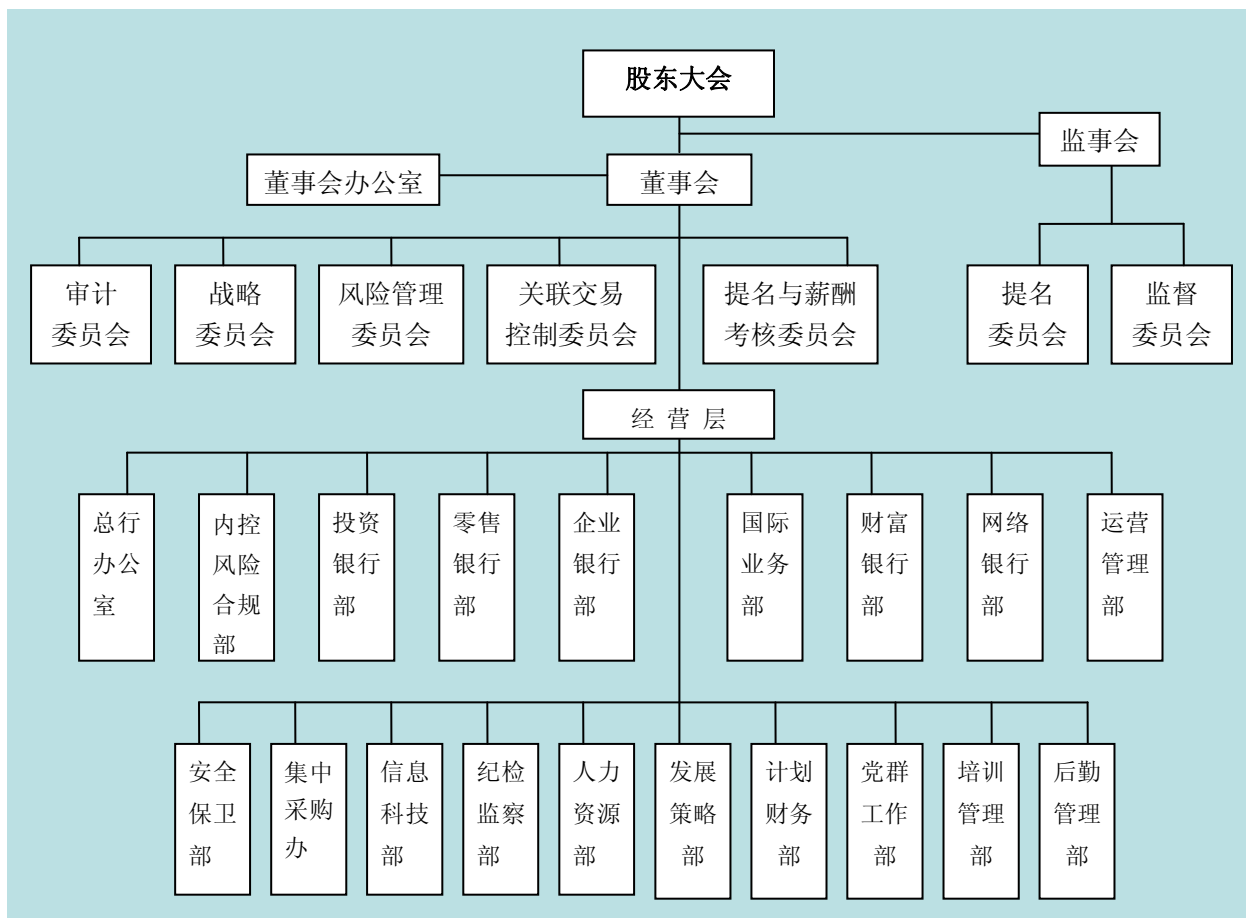 股东大会
监事会
董事会办公室
董事会
审计
委员会
战略
委员会
风险管理
委员会
关联交易
控制委员会
提名与薪酬
考核委员会
提名
委员会
监督
委员会
经 营 层
总行
办公
室
内控
风险
合规
部
投资
银行
部
零售
银行
部
企业
银行
部
国际
业务
部
财富
银行
部
网络
银行
部
运营
管理
部
安全
保卫
部
集中
采购
办
信息
科技
部
纪检
监察
部
人力
资源
部
发展
策略
部
计划
财务
部
党群
工作
部
培训
管理
部
后勤
管理
部